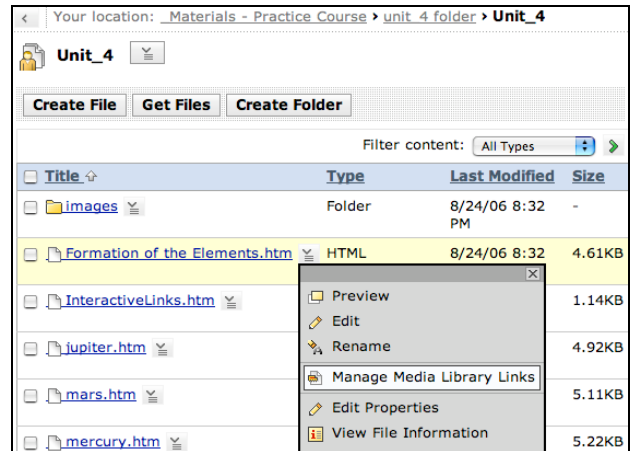 Your location: _Materials - Practice Course › unit_4 folder › Unit_4
Unit_4
Create File Get Files Create Folder
Filter content: All Types
Title Type Last Modified Size
images Folder 8/24/06 8:32 PM -
Formation of the Elements.htm HTML 8/24/06 8:32 4.61KB
InteractiveLinks.htm 1.14KB
jupiter.htm 4.92KB
mars.htm 5.11KB
mercury.htm 5.22KB
Preview
Edit
Rename
Manage Media Library Links
Edit Properties
View File Information